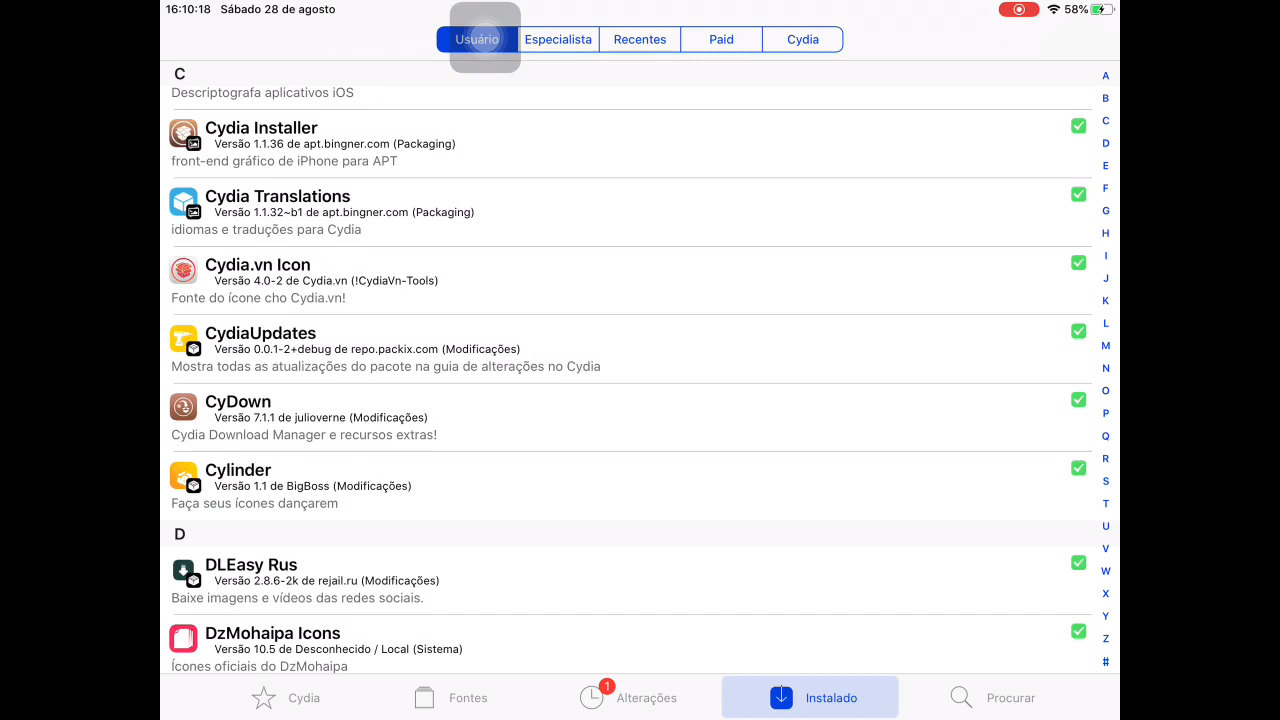 16:10:18 Sábado 28 de agosto
58%
Usuário Especialista Recentes Paid Cydia
C
Descriptografa aplicativos iOS
Cydia Installer
Versão 1.1.36 de apt.bingner.com (Packaging)
front-end gráfico de iPhone para APT
Cydia Translations
Versão 1.1.32~b1 de apt.bingner.com (Packaging)
idiomas e traduções para Cydia
Cydia.vn Icon
Versão 4.0-2 de Cydia.vn (!CydiaVn-Tools)
Fonte do ícone cho Cydia.vn!
CydiaUpdates
Versão 0.0.1-2+debug de repo.packix.com (Modificações)
Mostra todas as atualizações do pacote na guia de alterações no Cydia
CyDown
Versão 7.1.1 de julioverne (Modificações)
Cydia Download Manager e recursos extras!
Cylinder
Versão 1.1 de BigBoss (Modificações)
Faça seus ícones dançarem
D
DLEasy Rus
Versão 2.8.6-2k de rejail.ru (Modificações)
Baixe imagens e vídeos das redes sociais.
DzMohaipa Icons
Versão 10.5 de Desconhecido / Local (Sistema)
Ícones oficiais do DzMohaipa
A
B
C
D
E
F
G
H
I
J
K
L
M
N
O
P
Q
R
S
T
U
V
W
X
Y
Z
#
Cydia Fontes 1 Alterações Instalado Procurar